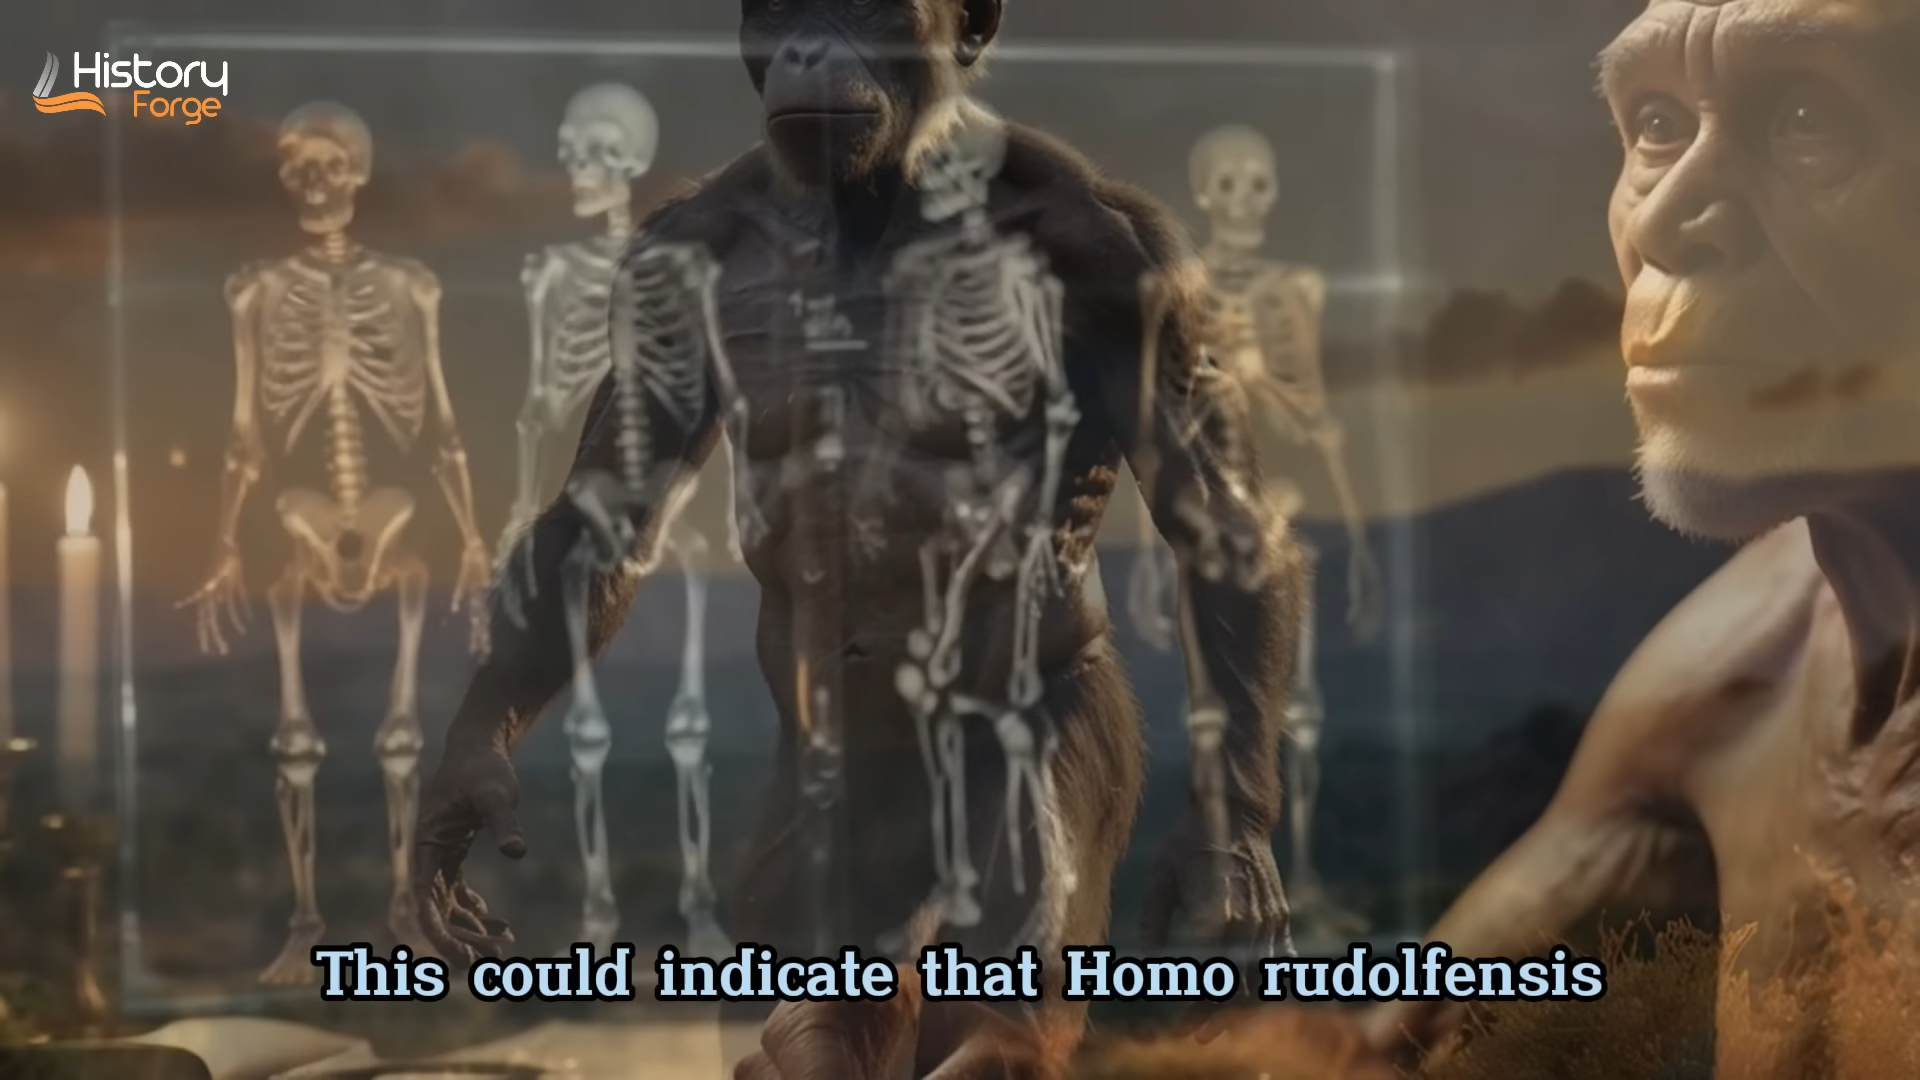 History
Forge
This could indicate that Homo rudolfensis